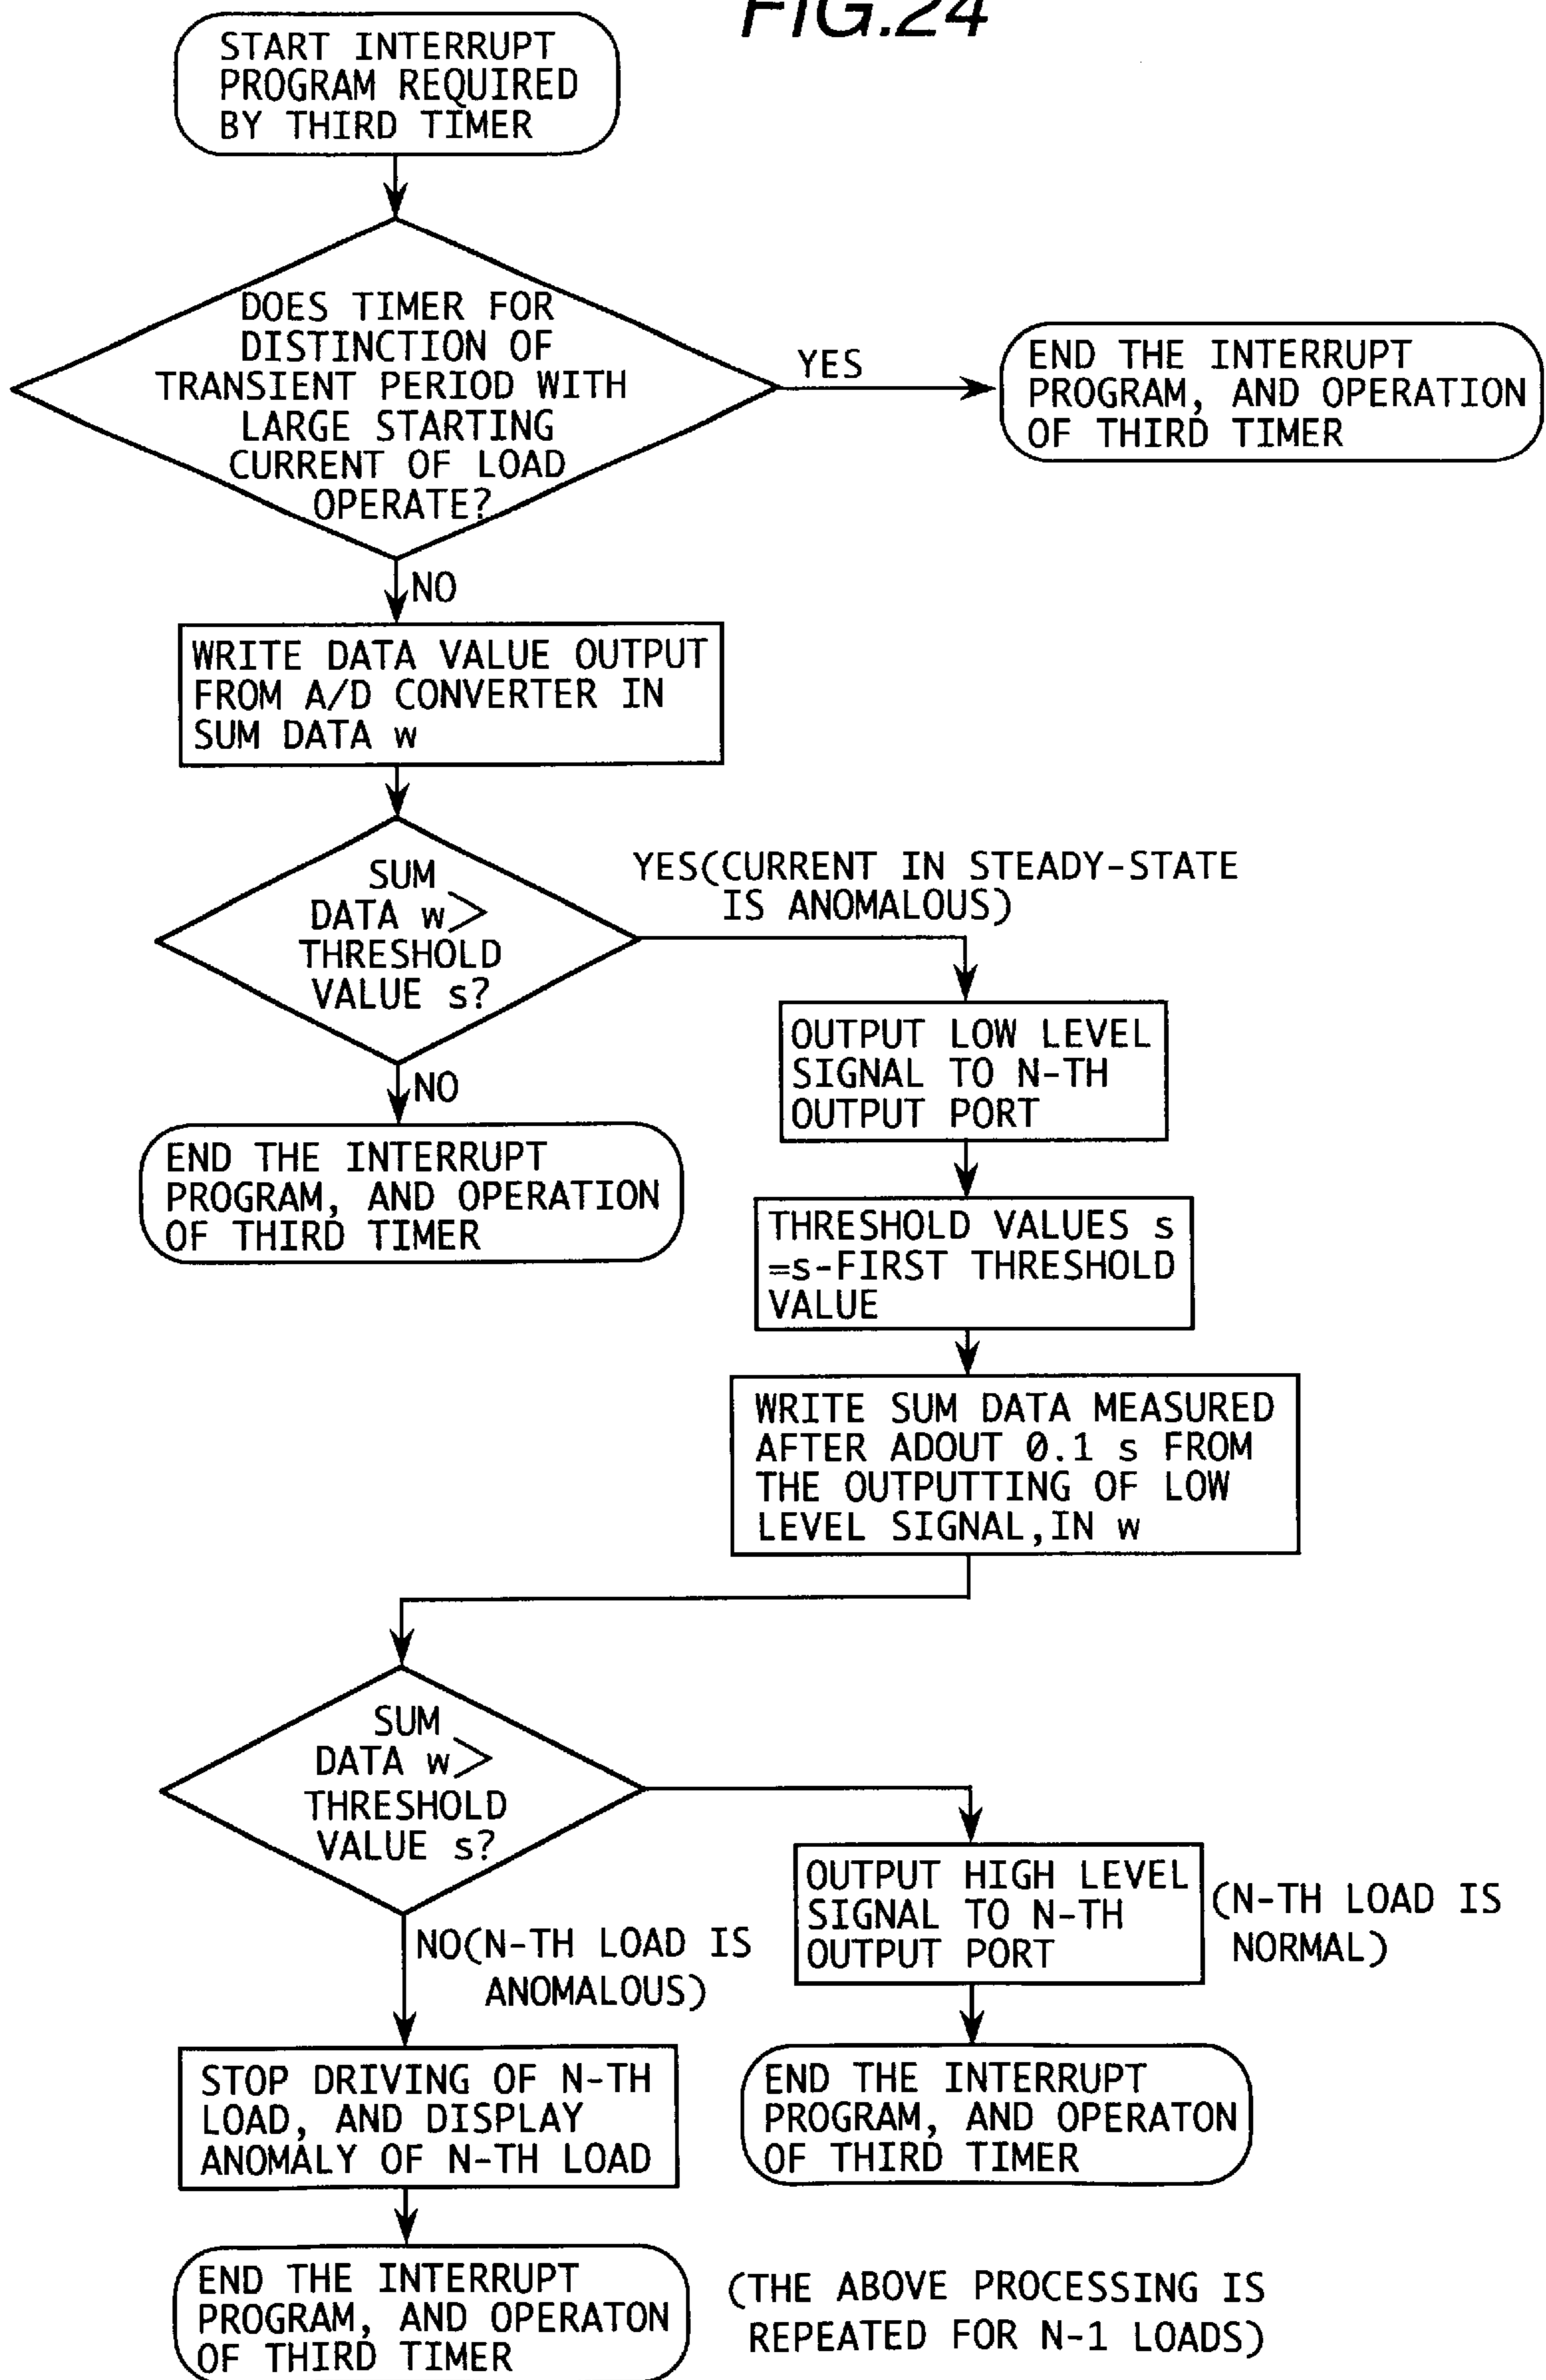 FIG.24
START INTERRUPT
PROGRAM REQUIRED
BY THIRD TIMER
DOES TIMER FOR
DISTINCTION OF
TRANSIENT PERIOD WITH
LARGE STARTING
CURRENT OF LOAD
OPERATE?
YES
END THE INTERRUPT
PROGRAM, AND OPERATION
OF THIRD TIMER
NO
WRITE DATA VALUE OUTPUT
FROM A/D CONVERTER IN
SUM DATA w
SUM
DATA w>
THRESHOLD
VALUE s?
YES(CURRENT IN STEADY-STATE
IS ANOMALOUS)
NO
END THE INTERRUPT
PROGRAM, AND OPERATION
OF THIRD TIMER
OUTPUT LOW LEVEL
SIGNAL TO N-TH
OUTPUT PORT
THRESHOLD VALUES s
=s-FIRST THRESHOLD
VALUE
WRITE SUM DATA MEASURED
AFTER ADOUT 0.1 s FROM
THE OUTPUTTING OF LOW
LEVEL SIGNAL,IN w
SUM
DATA w>
THRESHOLD
VALUE s?
OUTPUT HIGH LEVEL
SIGNAL TO N-TH
OUTPUT PORT
(N-TH LOAD IS
NORMAL)
NO(N-TH LOAD IS
ANOMALOUS)
STOP DRIVING OF N-TH
LOAD, AND DISPLAY
ANOMALY OF N-TH LOAD
END THE INTERRUPT
PROGRAM, AND OPERATON
OF THIRD TIMER
END THE INTERRUPT
PROGRAM, AND OPERATON
OF THIRD TIMER
(THE ABOVE PROCESSING IS
REPEATED FOR N-1 LOADS)